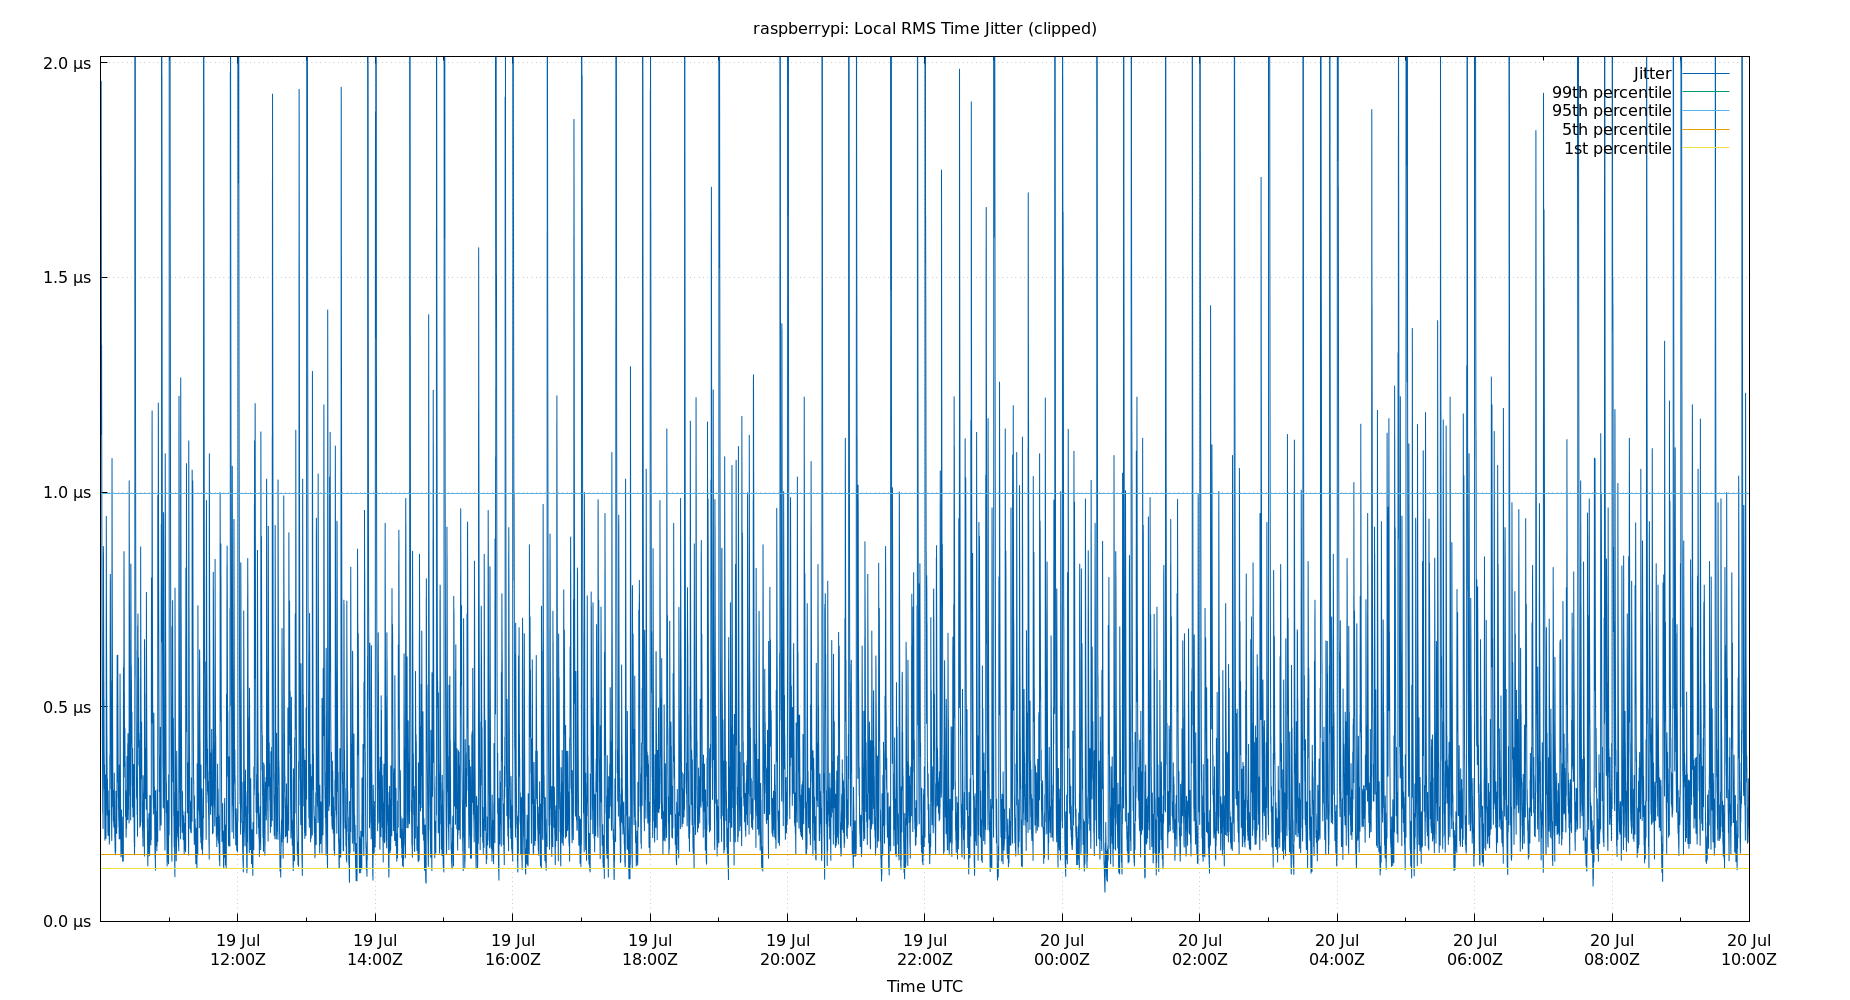 raspberrypi: Local RMS Time Jitter (clipped)
2.0 µs
1.5 µs
1.0 µs
0.5 µs
0.0 µs
Jitter
99th percentile
95th percentile
5th percentile
1st percentile
19 Jul 19 Jul 19 Jul 19 Jul 19 Jul 19 Jul 20 Jul 20 Jul 20 Jul 20 Jul 20 Jul 20 Jul
12:00Z 14:00Z 16:00Z 18:00Z 20:00Z 22:00Z 00:00Z 02:00Z 04:00Z 06:00Z 08:00Z 10:00Z
Time UTC